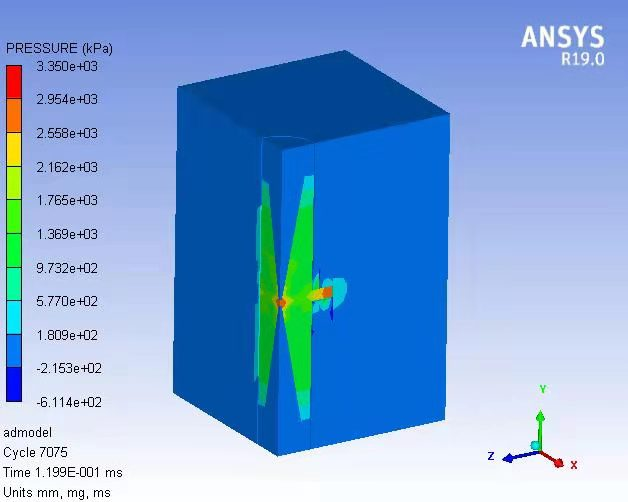 PRESSURE (kPa)
3.350e+03
2.954e+03
2.558e+03
2.162e+03
1.765e+03
1.369e+03
9.732e+02
5.770e+02
1.809e+02
-2.153e+02
-6.114e+02
admodel
Cycle 7075
Time 1.199E-001 ms
Units mm, mg, ms
ANSYS
R19.0
Y
Z
X